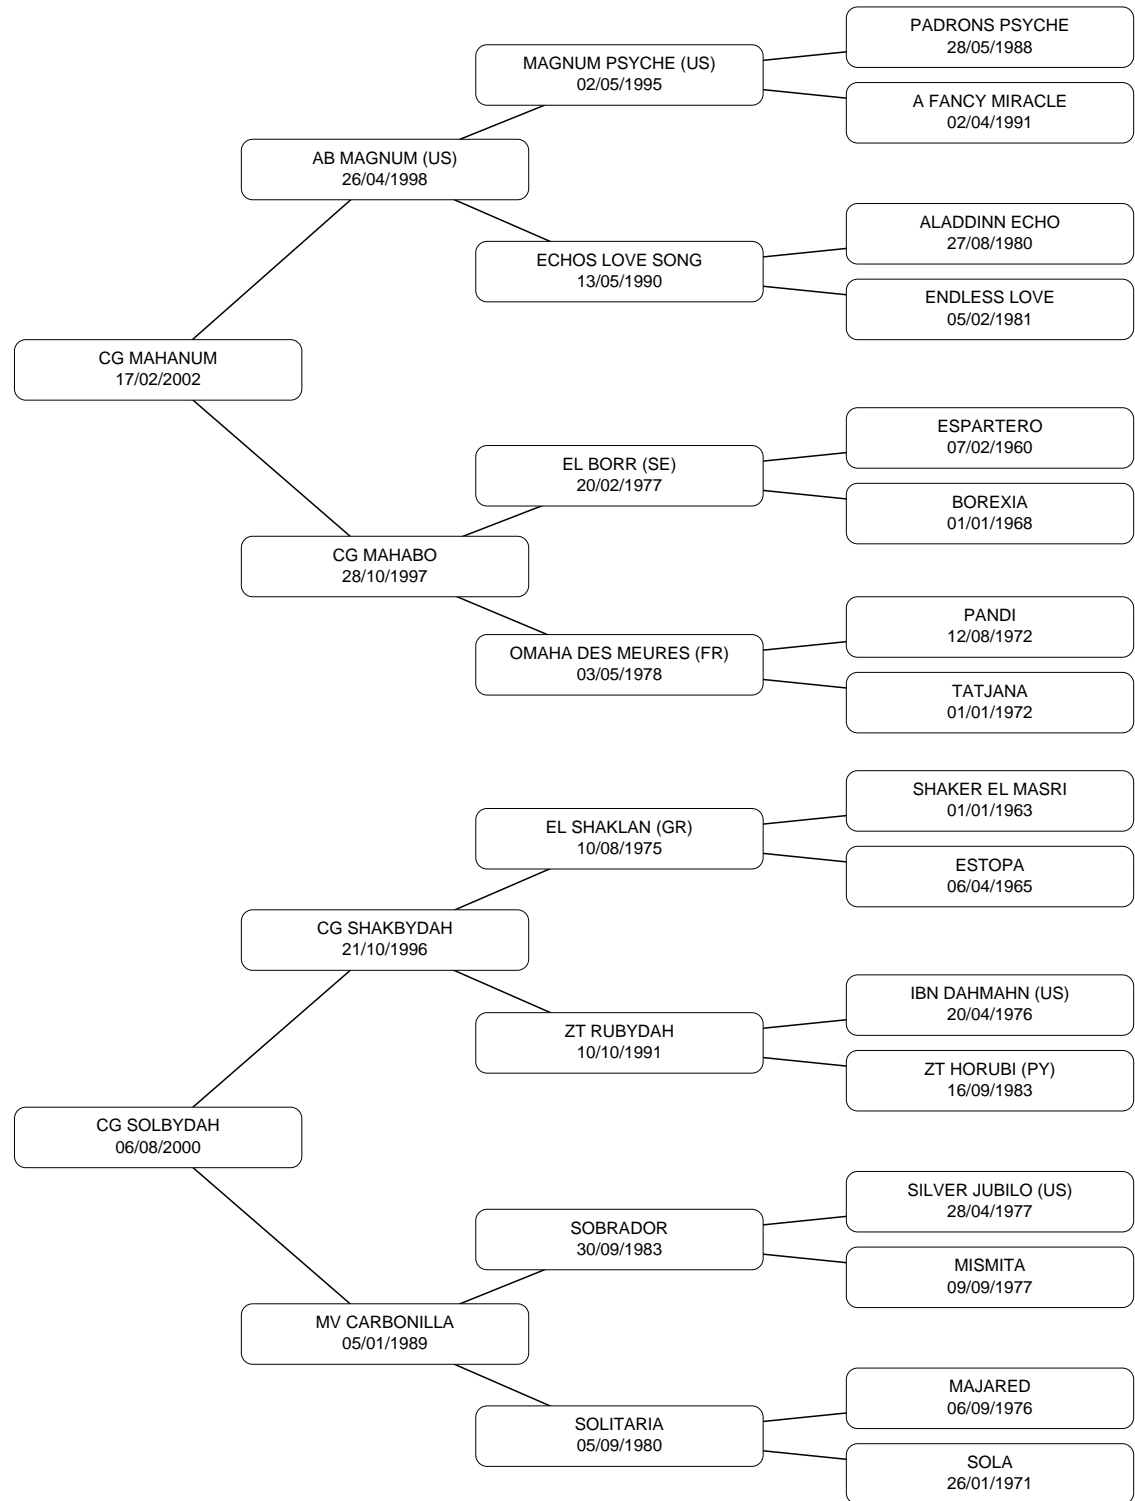 PADRONS PSYCHE
28/05/1988
MAGNUM PSYCHE (US)
02/05/1995
A FANCY MIRACLE
02/04/1991
AB MAGNUM (US)
26/04/1998
ALADDINN ECHO
27/08/1980
ECHOS LOVE SONG
13/05/1990
ENDLESS LOVE
05/02/1981
CG MAHANUM
17/02/2002
ESPARTERO
07/02/1960
EL BORR (SE)
20/02/1977
BOREXIA
01/01/1968
CG MAHABO
28/10/1997
PANDI
12/08/1972
OMAHA DES MEURES (FR)
03/05/1978
TATJANA
01/01/1972
SHAKER EL MASRI
01/01/1963
EL SHAKLAN (GR)
10/08/1975
ESTOPA
06/04/1965
CG SHAKBYDAH
21/10/1996
IBN DAHMAHN (US)
20/04/1976
ZT RUBYDAH
10/10/1991
ZT HORUBI (PY)
16/09/1983
CG SOLBYDAH
06/08/2000
SILVER JUBILO (US)
28/04/1977
SOBRADOR
30/09/1983
MISMITA
09/09/1977
MV CARBONILLA
05/01/1989
MAJARED
06/09/1976
SOLITARIA
05/09/1980
SOLA
26/01/1971